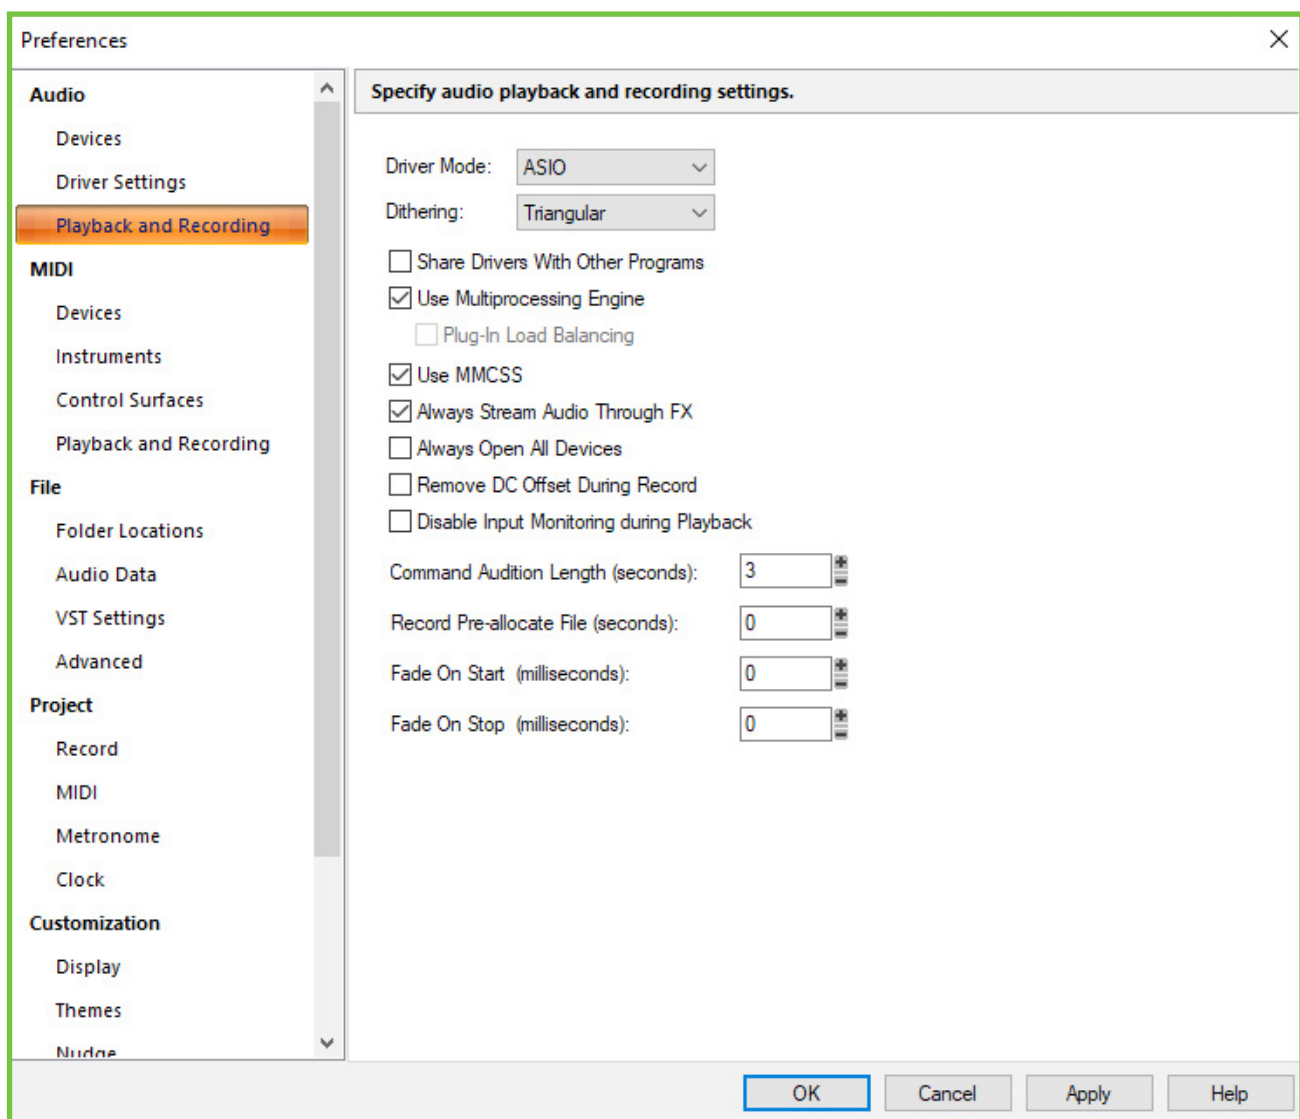 Preferences
Audio
Devices
Driver Settings
Playback and Recording
MIDI
Devices
Instruments
Control Surfaces
Playback and Recording
File
Folder Locations
Audio Data
VST Settings
Advanced
Project
Record
MIDI
Metronome
Clock
Customization
Display
Themes
Nudge
Specify audio playback and recording settings.
Driver Mode: ASIO
Dithering: Triangular
Share Drivers With Other Programs
Use Multiprocessing Engine
Plug-In Load Balancing
Use MMCSS
Always Stream Audio Through FX
Always Open All Devices
Remove DC Offset During Record
Disable Input Monitoring during Playback
Command Audition Length (seconds): 3
Record Pre-allocate File (seconds): 0
Fade On Start (milliseconds): 0
Fade On Stop (milliseconds): 0
OK Cancel Apply Help